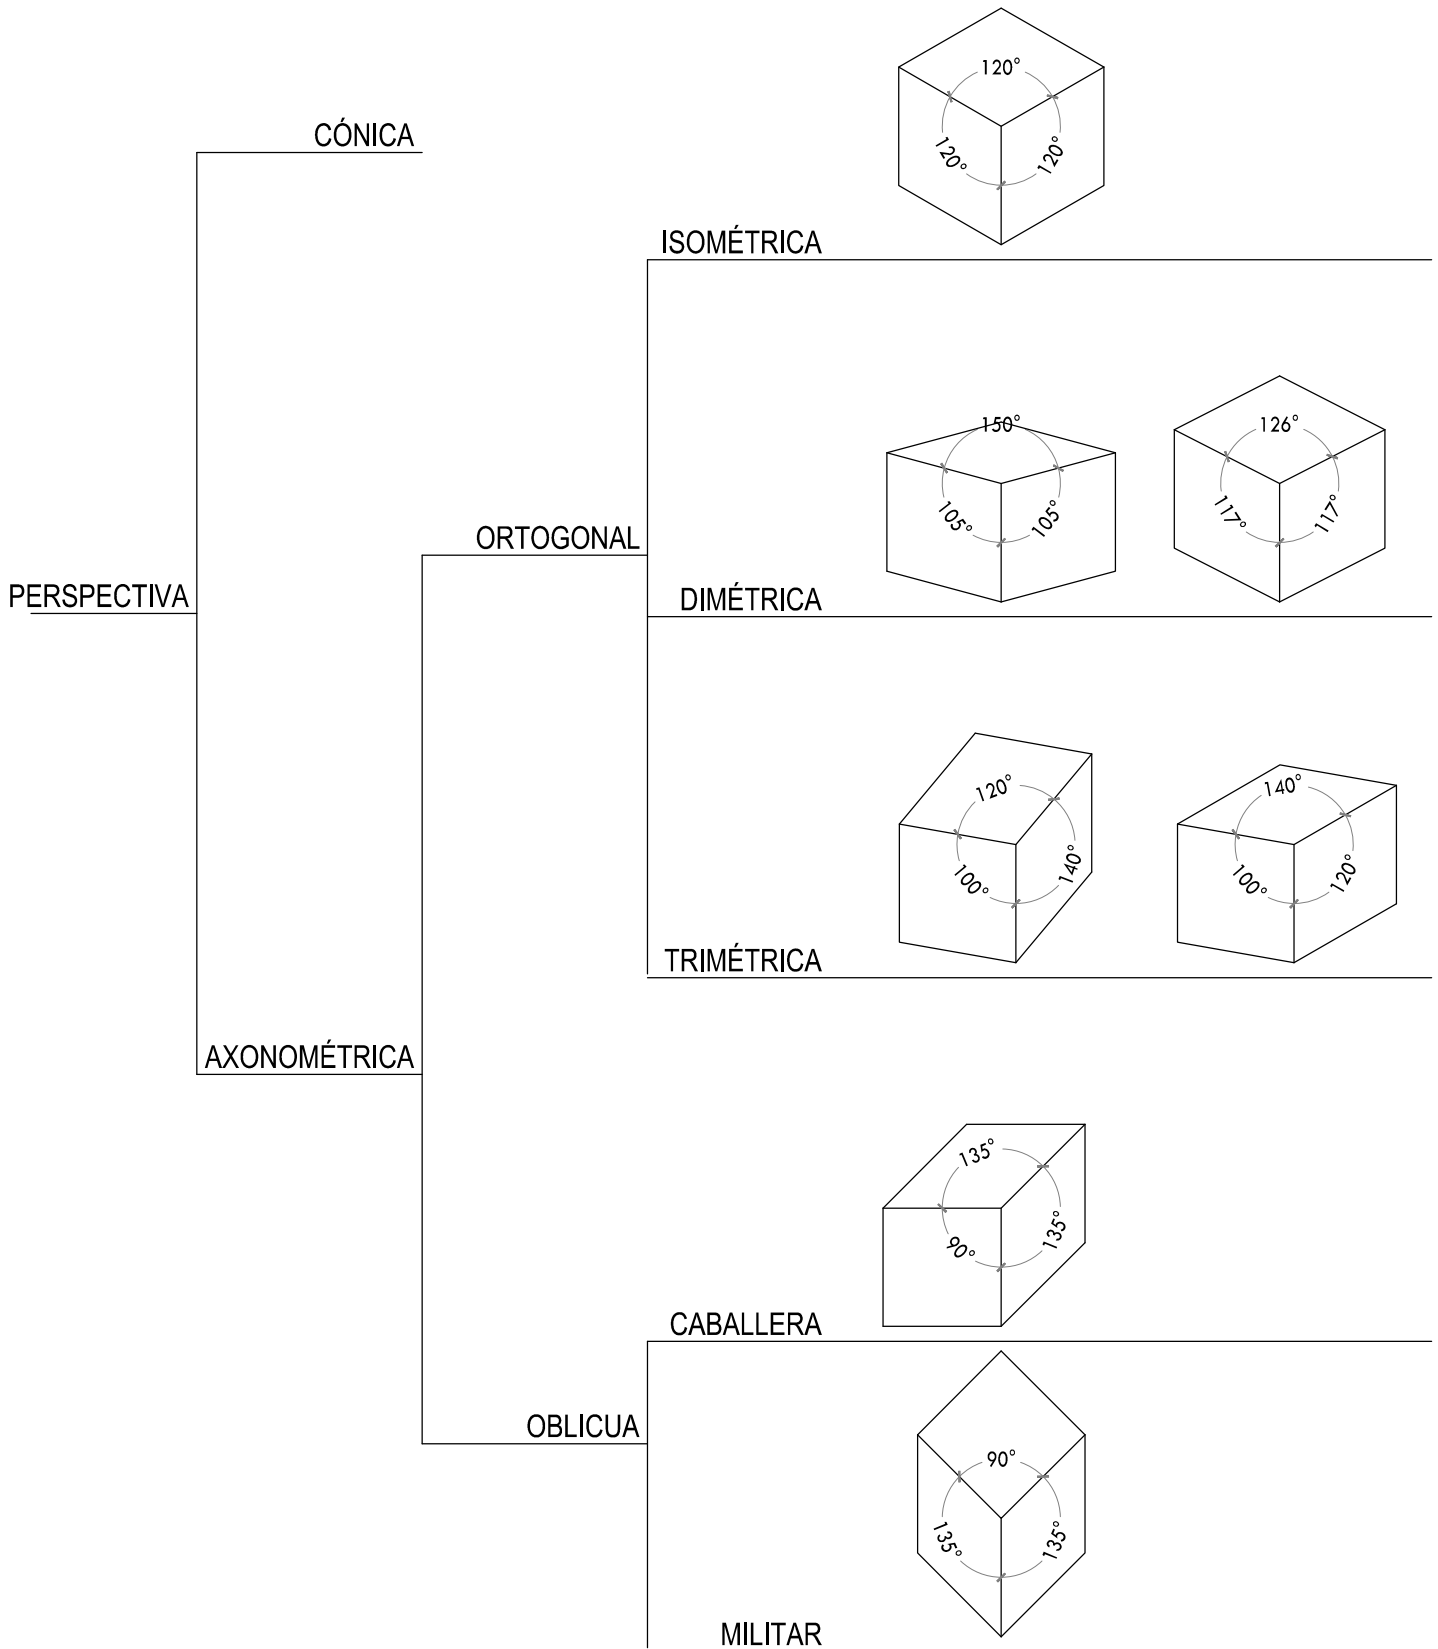 120°
120°
120°
CÓNICA
ISOMÉTRICA
150°
105°
105°
126°
117°
117°
ORTOGONAL
DIMÉTRICA
PERSPECTIVA
120°
100°
140°
140°
100°
120°
TRIMÉTRICA
AXONOMÉTRICA
135°
90°
135°
CABALLERA
OBLICUA
90°
135°
135°
MILITAR